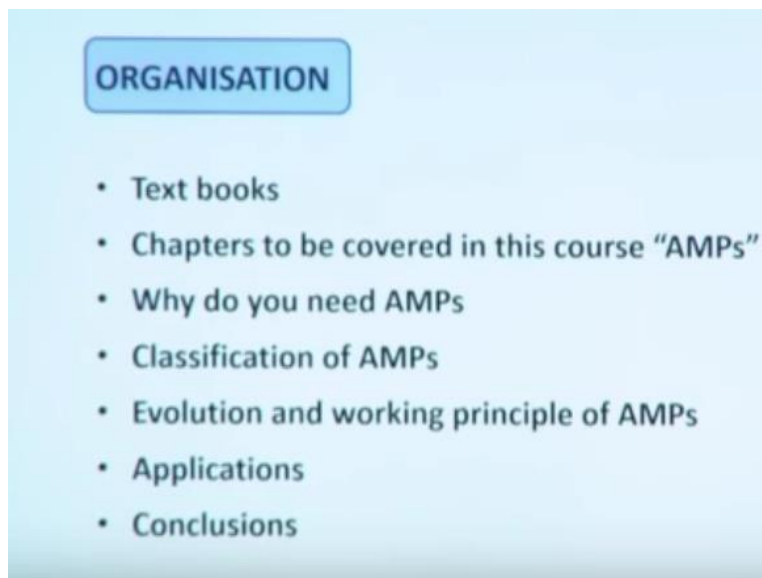 ORGANISATION
• Text books
• Chapters to be covered in this course “AMPs”
• Why do you need AMPs
• Classification of AMPs
• Evolution and working principle of AMPs
• Applications
• Conclusions